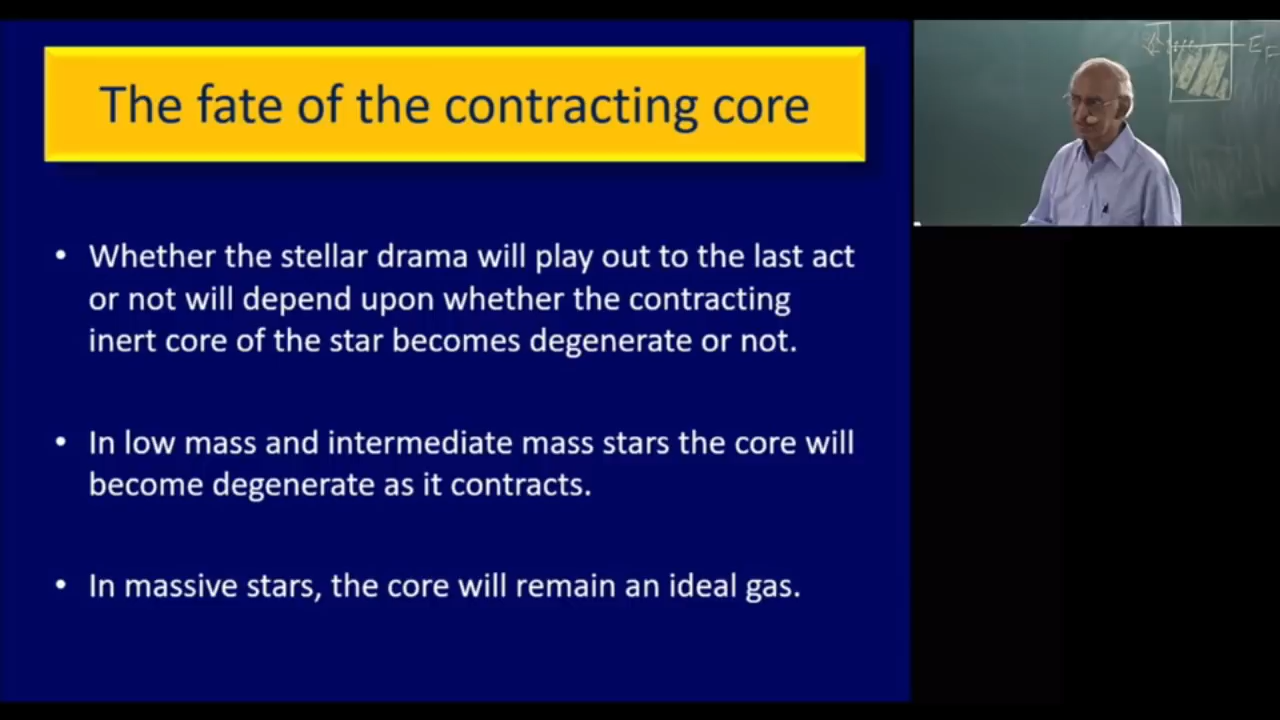 The fate of the contracting core
• Whether the stellar drama will play out to the last act
or not will depend upon whether the contracting
inert core of the star becomes degenerate or not.
• In low mass and intermediate mass stars the core will
become degenerate as it contracts.
• In massive stars, the core will remain an ideal gas.
E_F